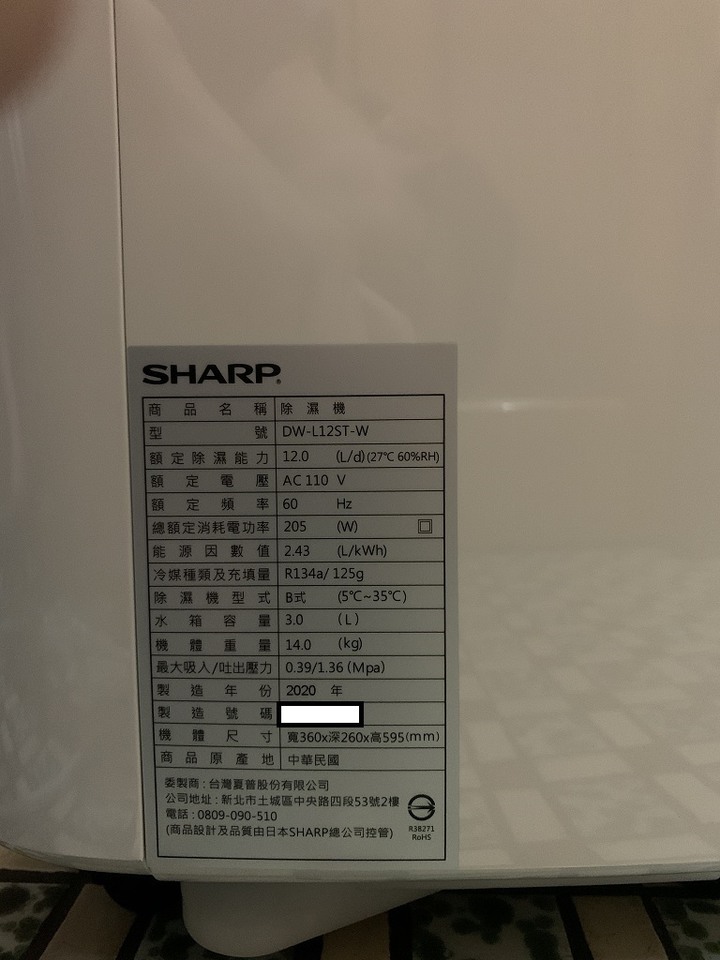 SHARP
商品名稱 除濕機
型號 DW-L12ST-W
額定除濕能力 12.0 (L/d)(27℃ 60%RH)
額定電壓 AC 110 V
額定頻率 60 Hz
總額定消耗電功率 205 (W)
能源因數值 2.43 (L/kWh)
冷媒種類及充填量 R134a/ 125g
除濕機型式 B式 (5℃~35℃)
水箱容量 3.0 (L)
機體重量 14.0 (kg)
最大吸入/吐出壓力 0.39/1.36 (Mpa)
製造年份 2020 年
製造號碼
機體尺寸 寬360x深260x高595(mm)
商品原產地 中華民國
委製商:台灣夏普股份有限公司
公司地址:新北市土城區中央路四段53號2樓
電話:0809-090-510
(商品設計及品質由日本SHARP總公司控管)
R38271
RoHS